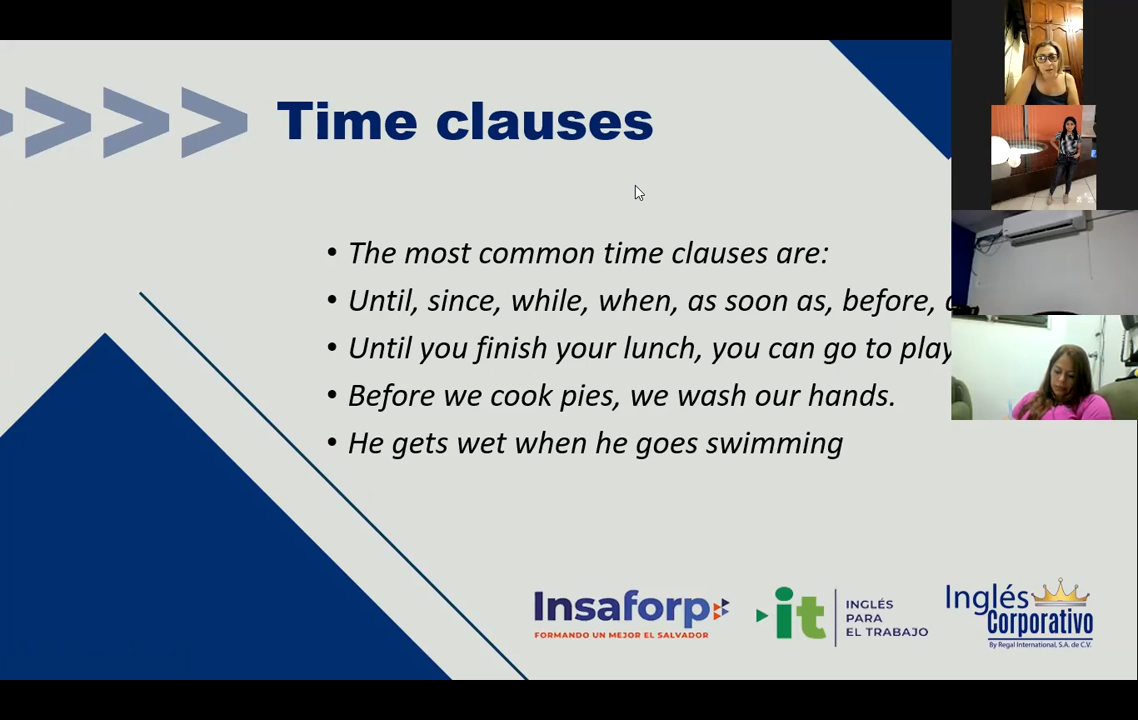 Time clauses
• The most common time clauses are:
• Until, since, while, when, as soon as, before,
• Until you finish your lunch, you can go to play
• Before we cook pies, we wash our hands.
• He gets wet when he goes swimming
Insaforp
FORMANDO UN MEJOR EL SALVADOR
it
INGLÉS
PARA
EL TRABAJO
Inglés
Corporativo
By Regal International, S.A. de C.V.